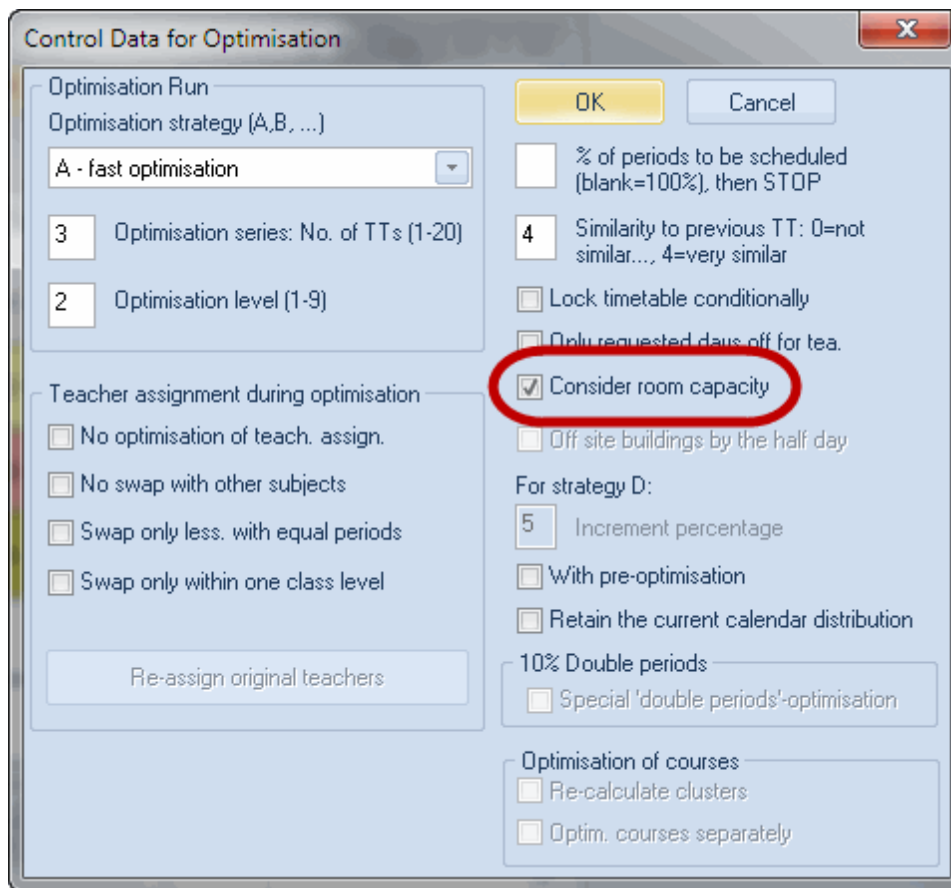 Control Data for Optimisation
Optimisation Run
Optimisation strategy (A,B, ...)
A - fast optimisation
3 Optimisation series: No. of TTs (1-20)
2 Optimisation level (1-9)
Teacher assignment during optimisation
No optimisation of teach. assign.
No swap with other subjects
Swap only less. with equal periods
Swap only within one class level
Re-assign original teachers
OK Cancel
% of periods to be scheduled
(blank=100%), then STOP
4 Similarity to previous TT: 0=not
similar..., 4=very similar
Lock timetable conditionally
Only requested days off for tea.
Consider room capacity
Off site buildings by the half day
For strategy D:
5 Increment percentage
With pre-optimisation
Retain the current calendar distribution
10% Double periods
Special 'double periods'-optimisation
Optimisation of courses
Re-calculate clusters
Optim. courses separately